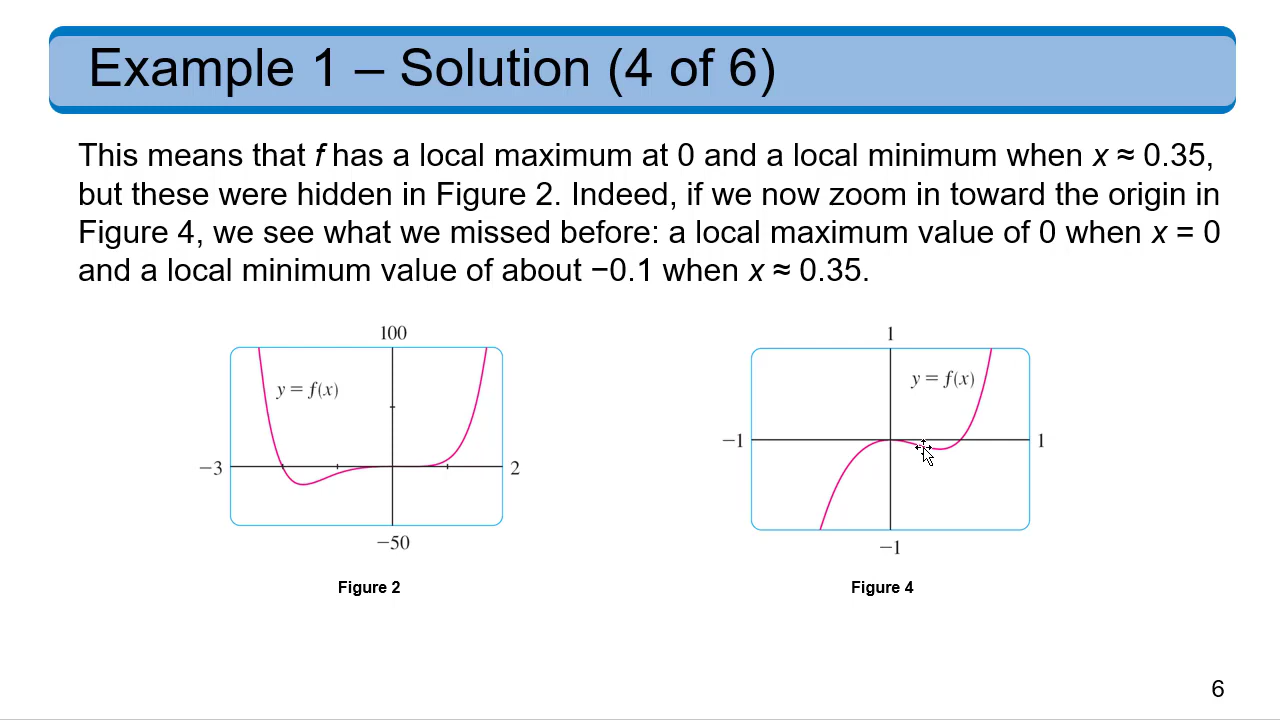 Example 1 – Solution (4 of 6)
This means that f has a local maximum at 0 and a local minimum when x ≈ 0.35,
but these were hidden in Figure 2. Indeed, if we now zoom in toward the origin in
Figure 4, we see what we missed before: a local maximum value of 0 when x = 0
and a local minimum value of about −0.1 when x ≈ 0.35.
100
y = f(x)
−3
2
−50
Figure 2
1
y = f(x)
−1
1
−1
Figure 4
6